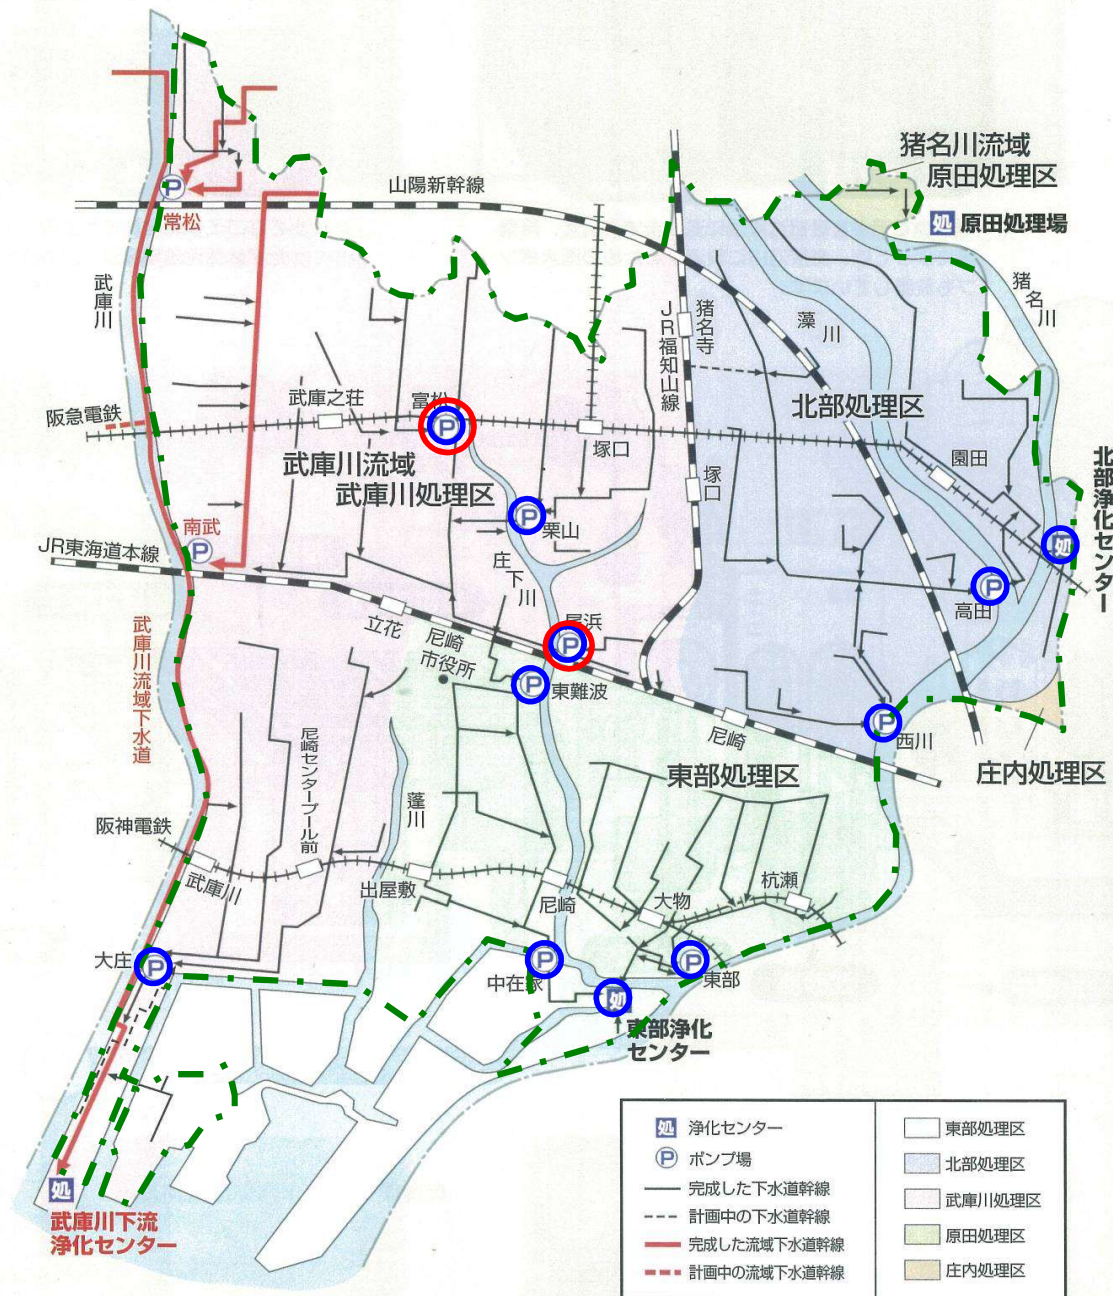 猪名川流域
原田処理区
処 原田処理場
山陽新幹線
P
常松
武庫川
猪名川
藻川
猪名寺
JR福知山線
武庫之荘
富松
阪急電鉄
P
塚口
北部処理区
武庫川流域
武庫川処理区
園田
塚口
北部浄化センター
南武
P
P
栗山
処
JR東海道本線
庄下川
P
高田
立花
尼崎
市役所
尾浜
P
武庫川流域下水道
P
東難波
P
西川
尼崎
尼崎センタープール前
東部処理区
庄内処理区
蓬川
阪神電鉄
武庫川
出屋敷
尼崎
大物
杭瀬
大庄
P
P
中在家
P
東部
処
東部浄化
センター
処
武庫川下流
浄化センター
処 浄化センター
P ポンプ場
完成した下水道幹線
計画中の下水道幹線
完成した流域下水道幹線
計画中の流域下水道幹線
東部処理区
北部処理区
武庫川処理区
原田処理区
庄内処理区